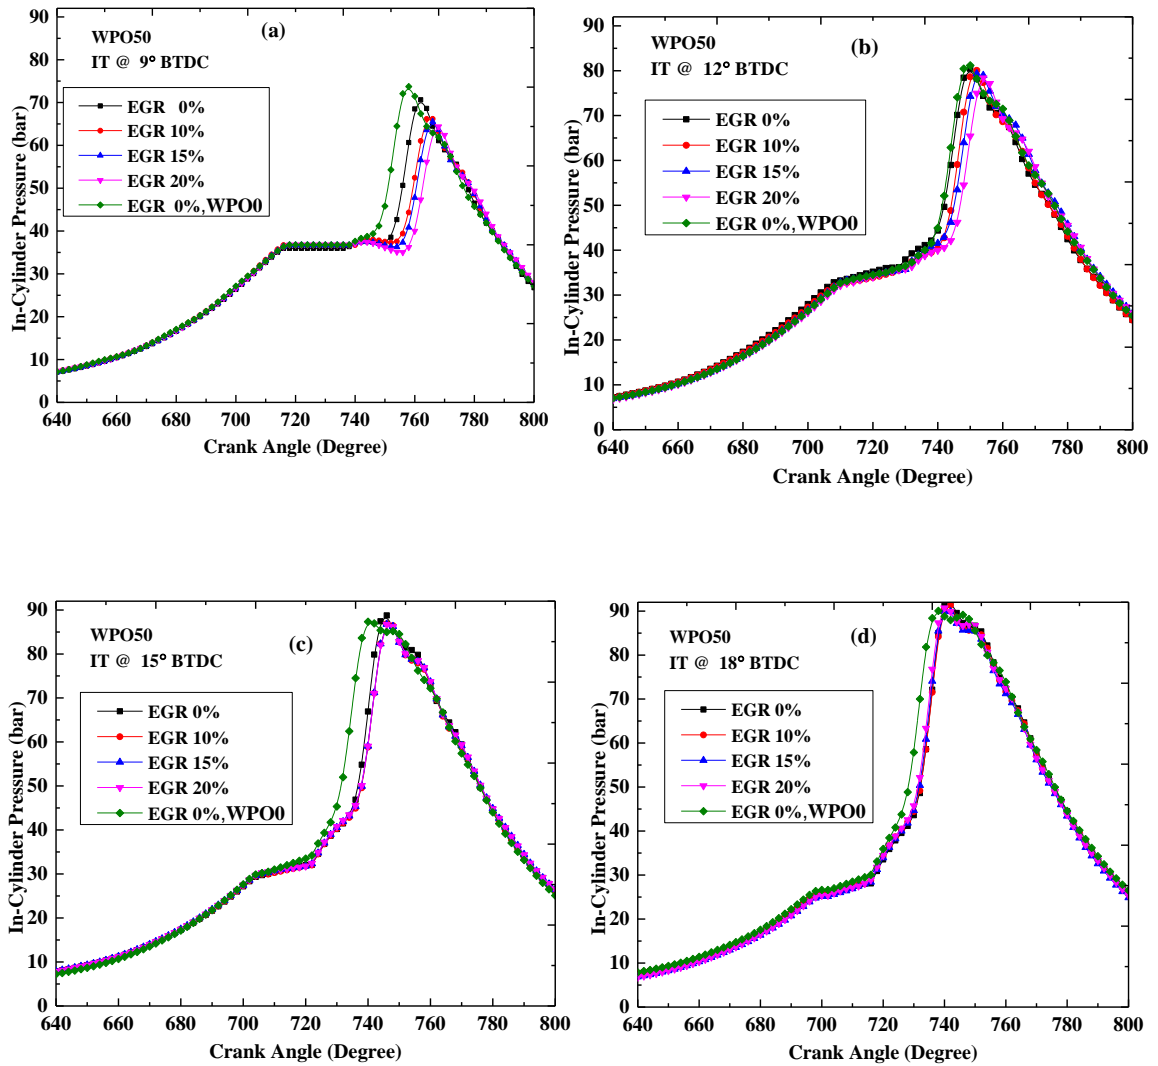 (a)
WPO50
IT @ 9° BTDC
EGR 0%
EGR 10%
EGR 15%
EGR 20%
EGR 0%,WPO0
In-Cylinder Pressure (bar)
90
80
70
60
50
40
30
20
10
0
640 660 680 700 720 740 760 780 800
Crank Angle (Degree)
(b)
WPO50
IT @ 12° BTDC
EGR 0%
EGR 10%
EGR 15%
EGR 20%
EGR 0%,WPO0
In-Cylinder Pressure (bar)
90
80
70
60
50
40
30
20
10
0
640 660 680 700 720 740 760 780 800
Crank Angle (Degree)
(c)
WPO50
IT @ 15° BTDC
EGR 0%
EGR 10%
EGR 15%
EGR 20%
EGR 0%,WPO0
In-Cylinder Pressure (bar)
90
80
70
60
50
40
30
20
10
0
640 660 680 700 720 740 760 780 800
Crank Angle (Degree)
(d)
WPO50
IT @ 18° BTDC
EGR 0%
EGR 10%
EGR 15%
EGR 20%
EGR 0%,WPO0
In-Cylinder Pressure (bar)
90
80
70
60
50
40
30
20
10
0
640 660 680 700 720 740 760 780 800
Crank Angle (Degree)